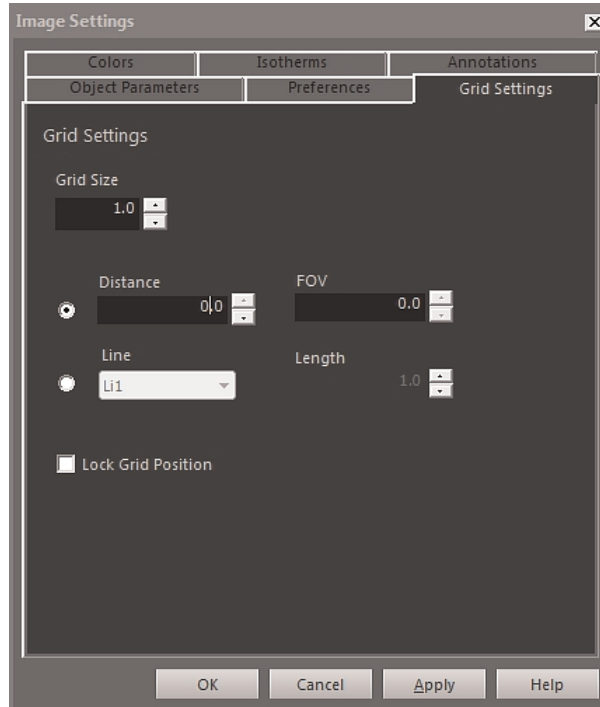 Image Settings
Colors Isotherms Annotations
Object Parameters Preferences Grid Settings
Grid Settings
Grid Size
1.0
Distance FOV
0.0 0.0
Line Length
Li1 1.0
Lock Grid Position
OK Cancel Apply Help